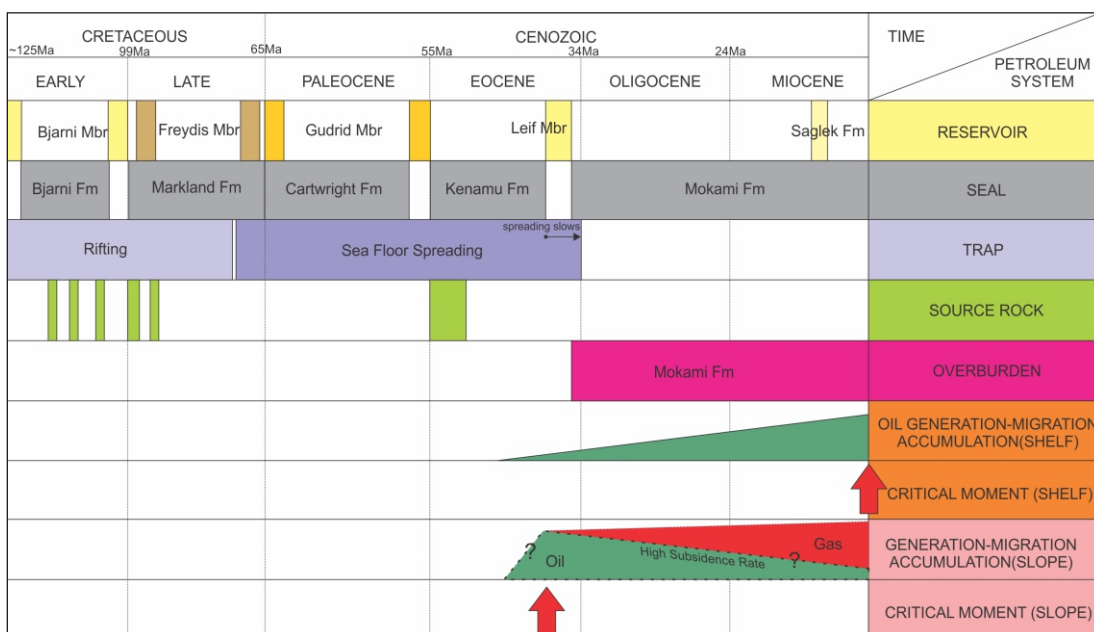 CRETACEOUS CENOZOIC TIME
~125Ma 99Ma 65Ma 55Ma 34Ma 24Ma
PETROLEUM
SYSTEM
EARLY LATE PALEOCENE EOCENE OLIGOCENE MIOCENE
Bjarni Mbr Freydis Mbr Gudrid Mbr Leif Mbr Saglek Fm RESERVOIR
Bjarni Fm Markland Fm Cartwright Fm Kenamu Fm Mokami Fm SEAL
spreading slows
Rifting Sea Floor Spreading TRAP
SOURCE ROCK
Mokami Fm OVERBURDEN
OIL GENERATION-MIGRATION
ACCUMULATION(SHELF)
CRITICAL MOMENT (SHELF)
? Oil High Subsidence Rate ? Gas
GENERATION-MIGRATION
ACCUMULATION(SLOPE)
CRITICAL MOMENT (SLOPE)